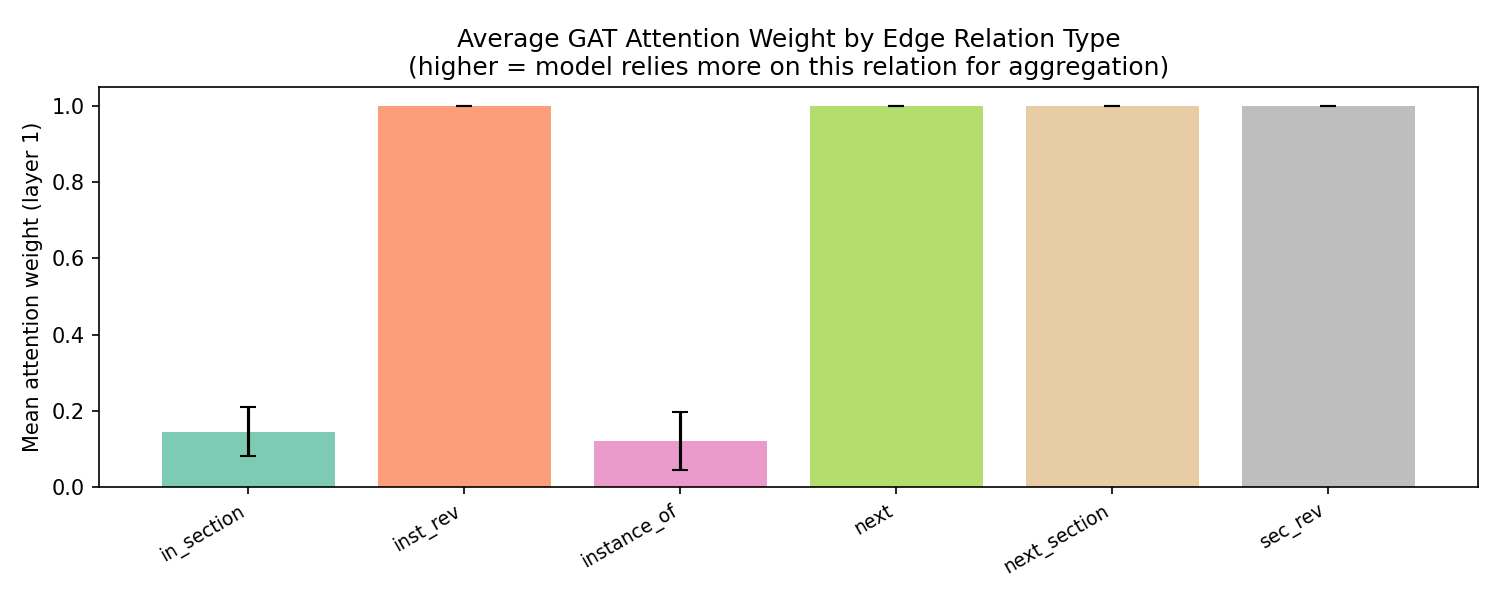 Average GAT Attention Weight by Edge Relation Type
(higher = model relies more on this relation for aggregation)
Mean attention weight (layer 1)
1.0
0.8
0.6
0.4
0.2
0.0
in_section
inst_rev
instance_of
next
next_section
sec_rev